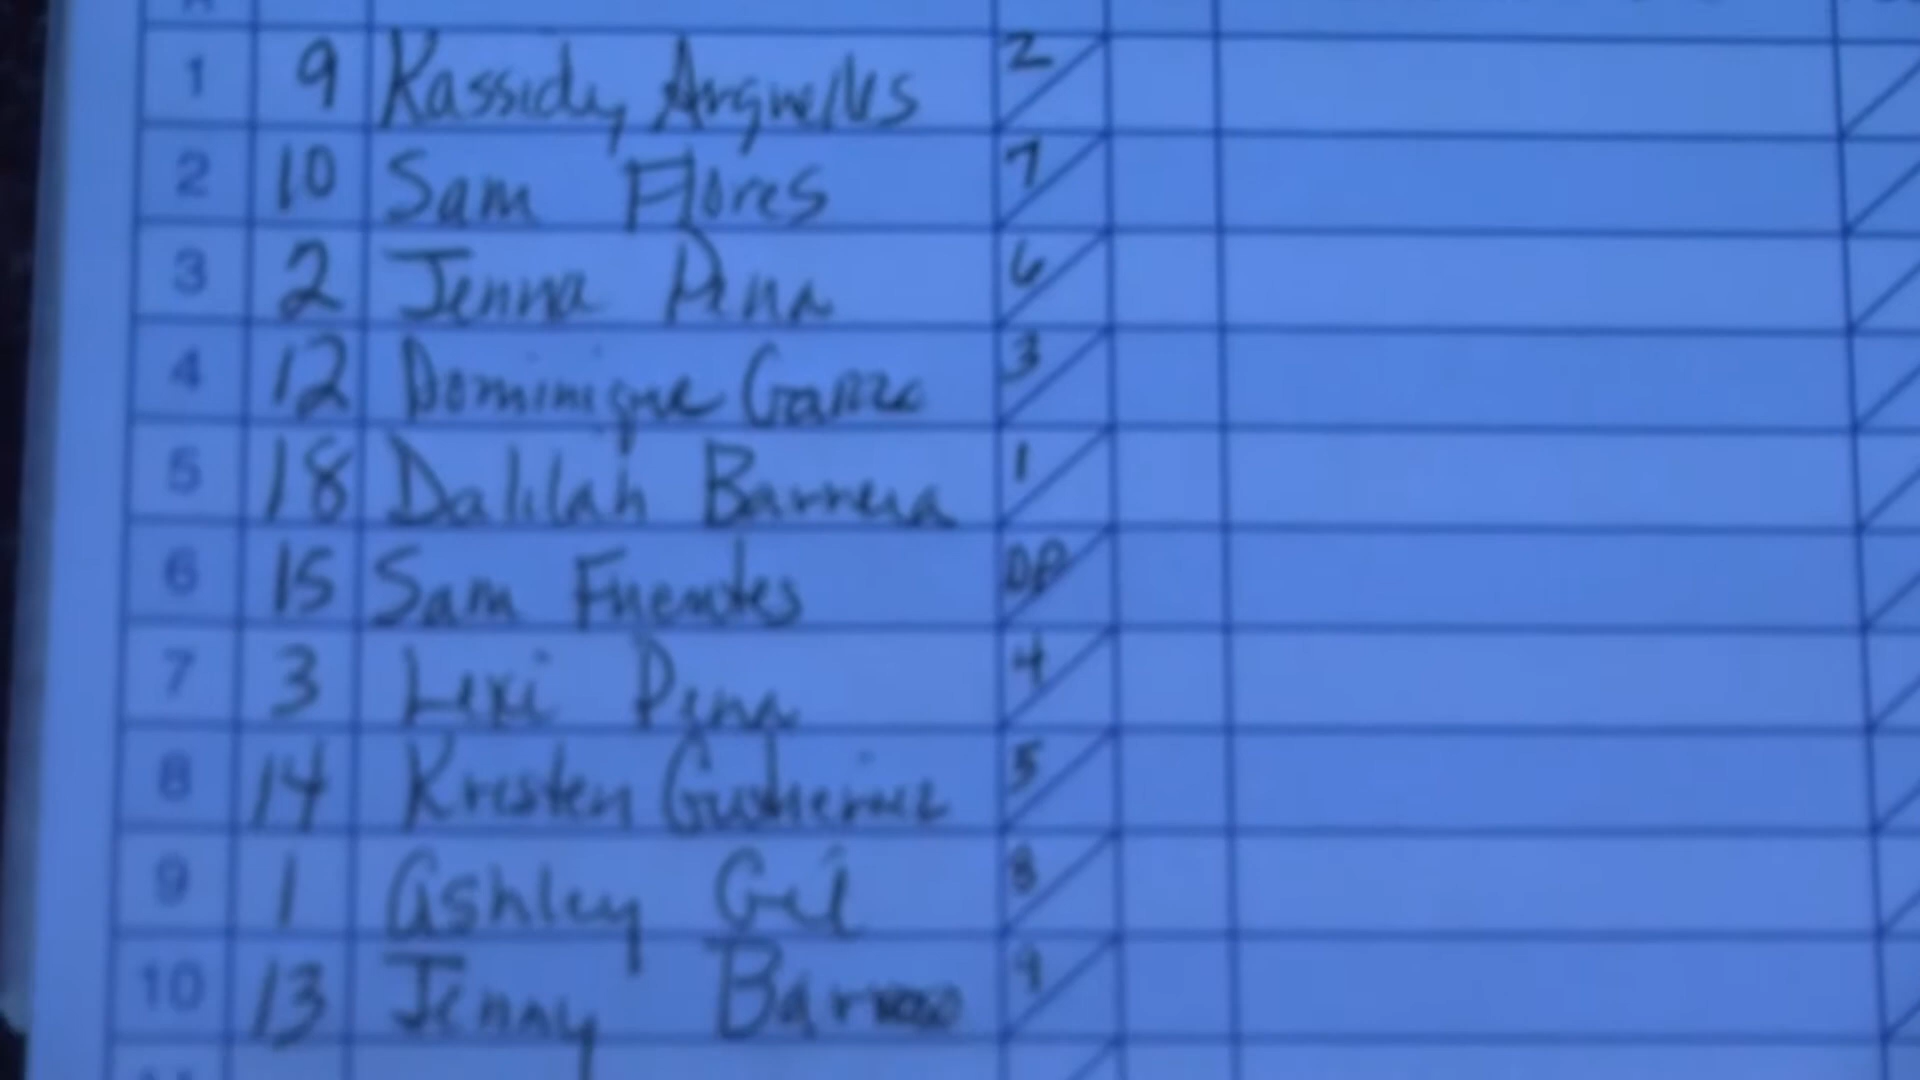 1 9 Kassidy Arguelles 2
2 10 Sam Flores 7
3 2 Jenna Pena 6
4 12 Dominique Garza 3
5 18 Dalilah Barrera 1
6 15 Sam Fuentes DP
7 3 Lexi Pena 4
8 14 Kristen Gutierrez 5
9 1 Ashley Gil 8
10 13 Jenny 9